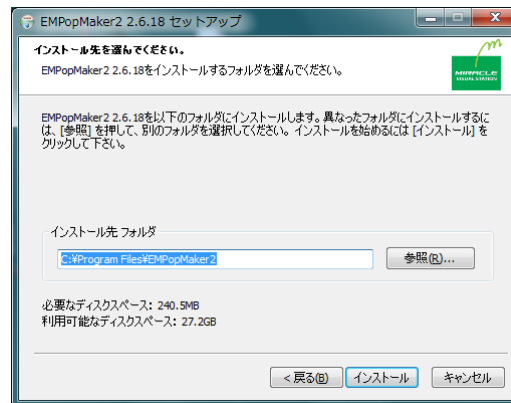 EMPopMaker2 2.6.18 セットアップ
インストール先を選んでください。
EMPopMaker2 2.6.18をインストールするフォルダを選んでください。
m
MIRACLE
VISUAL STATION
EMPopMaker2 2.6.18を以下のフォルダにインストールします。異なったフォルダにインストールするに
は、[参照] を押して、別のフォルダを選択してください。インストールを始めるには [インストール] を
クリックして下さい。
インストール先 フォルダ
C:¥Program Files¥EMPopMaker2
参照(R)...
必要なディスクスペース: 240.5MB
利用可能なディスクスペース: 27.2GB
< 戻る(B)
インストール
キャンセル